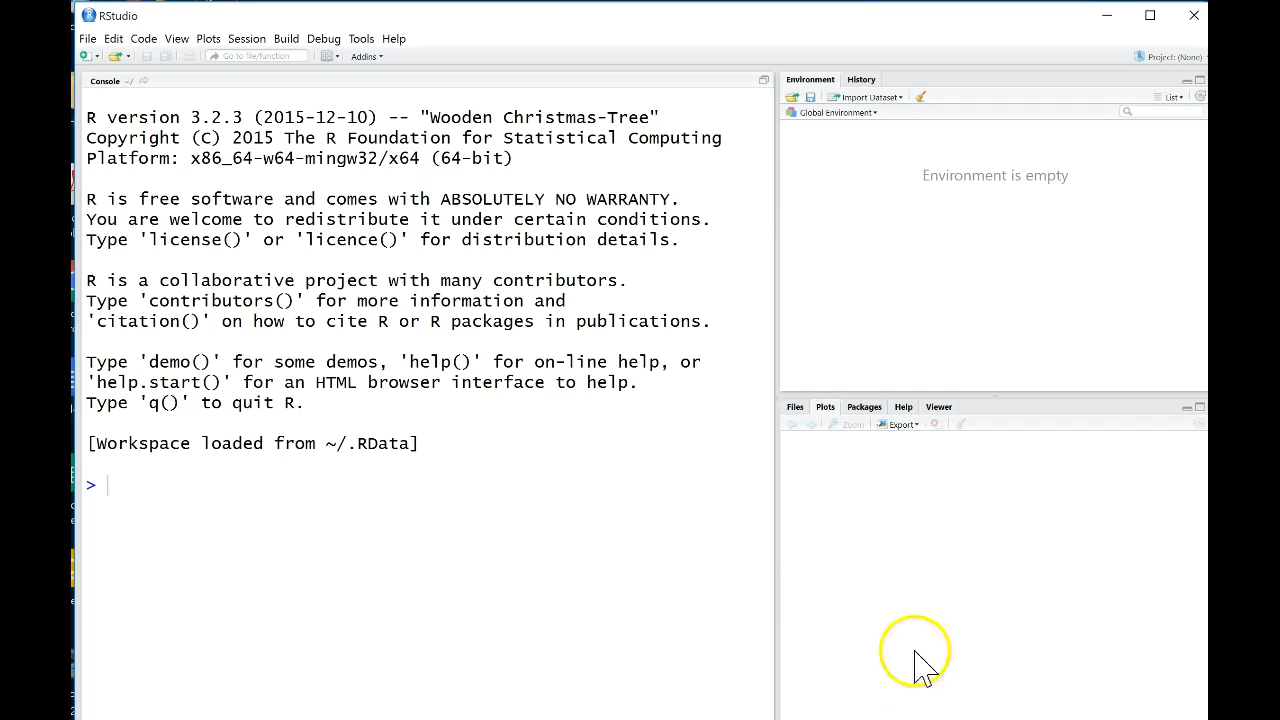 RStudio
File Edit Code View Plots Session Build Debug Tools Help
Go to file/function Addins Project: (None)
Console ~/
R version 3.2.3 (2015-12-10) -- "Wooden Christmas-Tree"
Copyright (C) 2015 The R Foundation for Statistical Computing
Platform: x86_64-w64-mingw32/x64 (64-bit)
R is free software and comes with ABSOLUTELY NO WARRANTY.
You are welcome to redistribute it under certain conditions.
Type 'license()' or 'licence()' for distribution details.
R is a collaborative project with many contributors.
Type 'contributors()' for more information and
'citation()' on how to cite R or R packages in publications.
Type 'demo()' for some demos, 'help()' for on-line help, or
'help.start()' for an HTML browser interface to help.
Type 'q()' to quit R.
[Workspace loaded from ~/.RData]
>
Environment History
Import Dataset List
Global Environment
Environment is empty
Files Plots Packages Help Viewer
Zoom Export